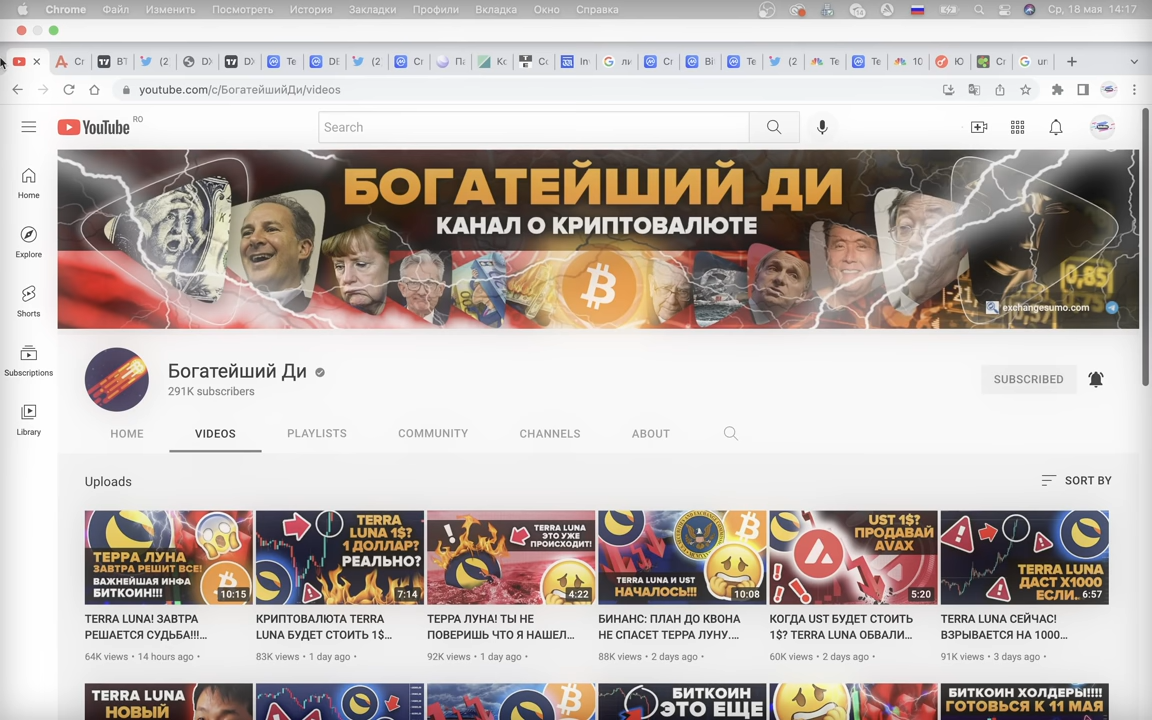 Chrome Файл Изменить Посмотреть История Закладки Профили Вкладка Окно Справка Ср, 18 мая 14:17
youtube.com/c/БогатейшийДи/videos
YouTube RO
Search
БОГАТЕЙШИЙ ДИ
КАНАЛ О КРИПТОВАЛЮТЕ
0,85
exchangesumo.com
Home
Explore
Shorts
Subscriptions
Library
Богатейший Ди
291K subscribers
SUBSCRIBED
HOME VIDEOS PLAYLISTS COMMUNITY CHANNELS ABOUT
Uploads
SORT BY
ТЕРРА ЛУНА
ЗАВТРА РЕШИТ ВСЕ!
ВАЖНЕЙШАЯ ИНФА
БИТКОИН!!!
10:15
TERRA
LUNA 1$?
1 ДОЛЛАР?
РЕАЛЬНО?
7:14
TERRA LUNA
ЭТО УЖЕ
ПРОИСХОДИТ!
4:22
TERRA LUNA И UST
НАЧАЛОСЬ!!!
10:08
UST 1$?
ПРОДАВАЙ
AVAX
5:20
TERRA LUNA
ДАСТ X1000
ЕСЛИ..
6:57
TERRA LUNA! ЗАВТРА
РЕШАЕТСЯ СУДЬБА!!!...
64K views • 14 hours ago •
КРИПТОВАЛЮТА TERRA
LUNA БУДЕТ СТОИТЬ 1$...
83K views • 1 day ago •
ТЕРРА ЛУНА! ТЫ НЕ
ПОВЕРИШЬ ЧТО Я НАШЕЛ...
92K views • 1 day ago •
БИНАНС: ПЛАН ДО КВОНА
НЕ СПАСЕТ ТЕРРА ЛУНУ....
88K views • 2 days ago •
КОГДА UST БУДЕТ СТОИТЬ
1$? TERRA LUNA ОБВАЛИ...
60K views • 2 days ago •
TERRA LUNA СЕЙЧАС!
ВЗРЫВАЕТСЯ НА 1000...
91K views • 3 days ago •
TERRA LUNA
НОВЫЙ
БИТКОИН
ЭТО ЕЩЕ
БИТКОИН ХОЛДЕРЫ!!!!
ГОТОВЬСЯ К 11 МАЯ